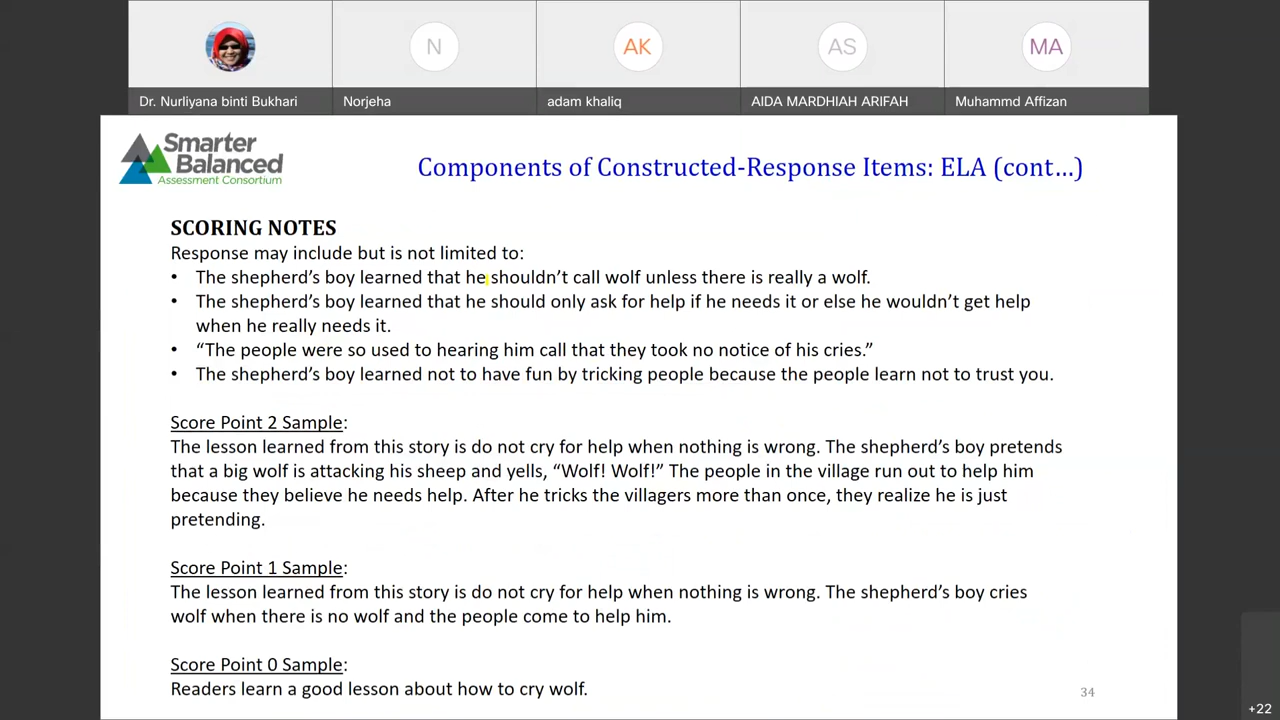 N
AK
AS
MA
Dr. Nurliyana binti Bukhari
Norjeha
adam khaliq
AIDA MARDHIAH ARIFAH
Muhammd Affizan
Smarter
Balanced
Assessment Consortium
Components of Constructed-Response Items: ELA (cont…)
SCORING NOTES
Response may include but is not limited to:
• The shepherd’s boy learned that he shouldn’t call wolf unless there is really a wolf.
• The shepherd’s boy learned that he should only ask for help if he needs it or else he wouldn’t get help
when he really needs it.
• “The people were so used to hearing him call that they took no notice of his cries.”
• The shepherd’s boy learned not to have fun by tricking people because the people learn not to trust you.
Score Point 2 Sample:
The lesson learned from this story is do not cry for help when nothing is wrong. The shepherd’s boy pretends
that a big wolf is attacking his sheep and yells, “Wolf! Wolf!” The people in the village run out to help him
because they believe he needs help. After he tricks the villagers more than once, they realize he is just
pretending.
Score Point 1 Sample:
The lesson learned from this story is do not cry for help when nothing is wrong. The shepherd’s boy cries
wolf when there is no wolf and the people come to help him.
Score Point 0 Sample:
Readers learn a good lesson about how to cry wolf.
34
+22